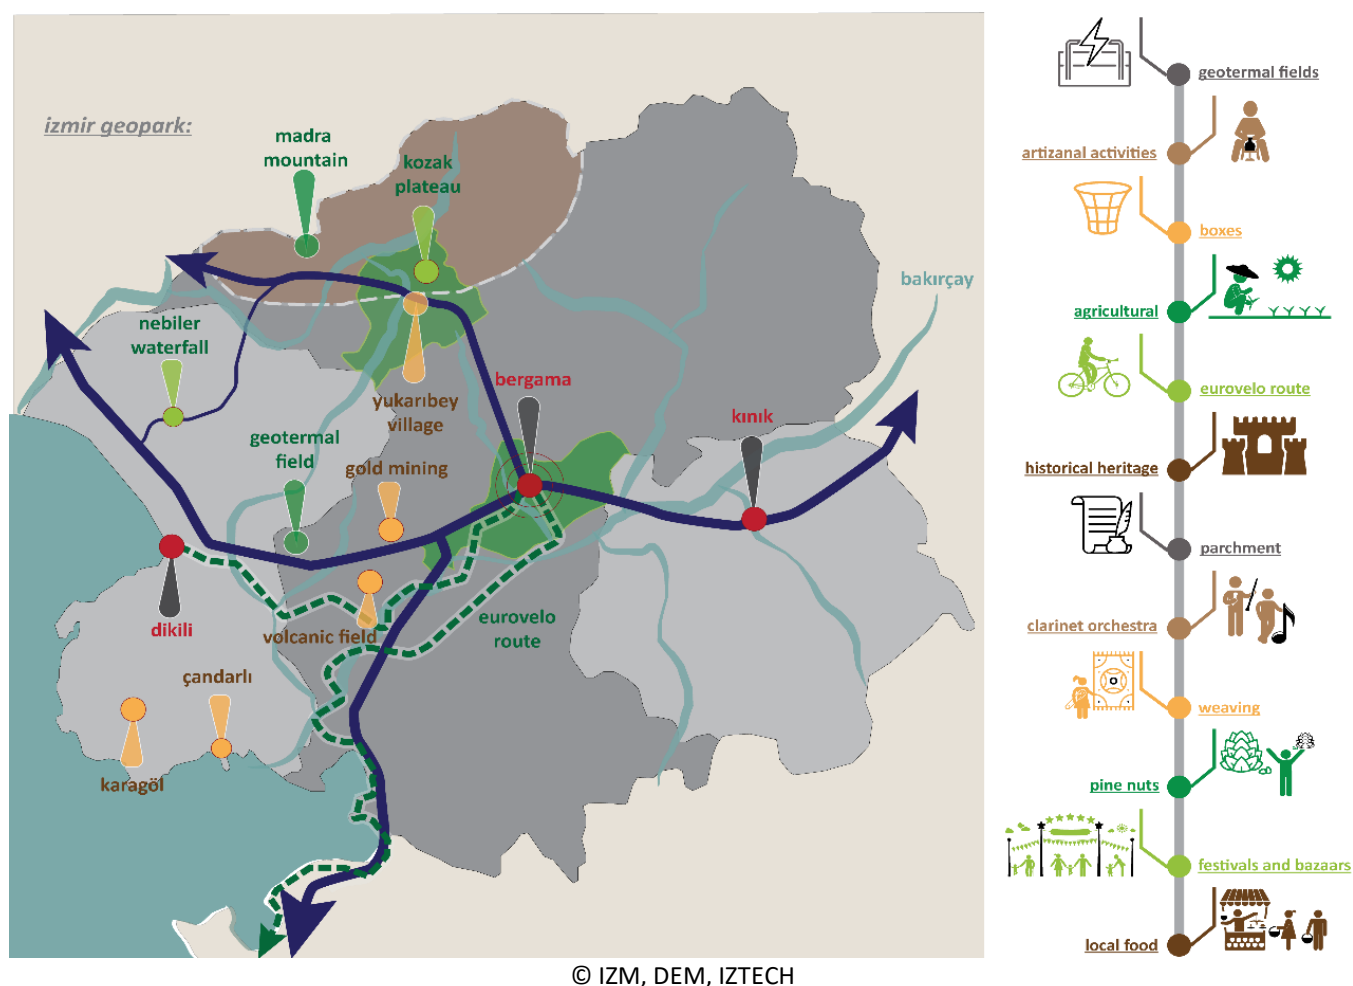 izmir geopark:
madra
mountain
kozak
plateau
bakırçay
nebiler
waterfall
bergama
yukarıbey
village
kınık
geotermal
field
gold mining
eurovelo
route
volcanic field
dikili
çandarlı
karagöl
geotermal fields
artizanal activities
boxes
agricultural
eurovelo route
historical heritage
parchment
clarinet orchestra
weaving
pine nuts
festivals and bazaars
local food
© IZM, DEM, IZTECH